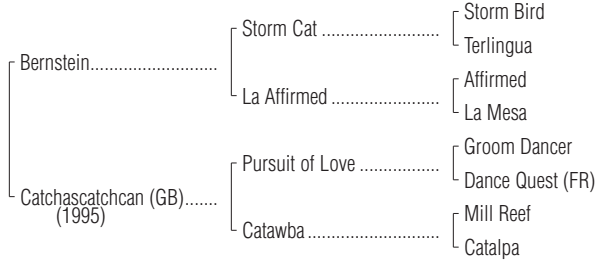 Storm Bird
Storm Cat ........................
Terlingua
Bernstein..........................
Affirmed
La Affirmed ......................
La Mesa
Groom Dancer
Pursuit of Love ................
Dance Quest (FR)
Catchascatchcan (GB).......
(1995)
Mill Reef
Catawba ...........................
Catalpa